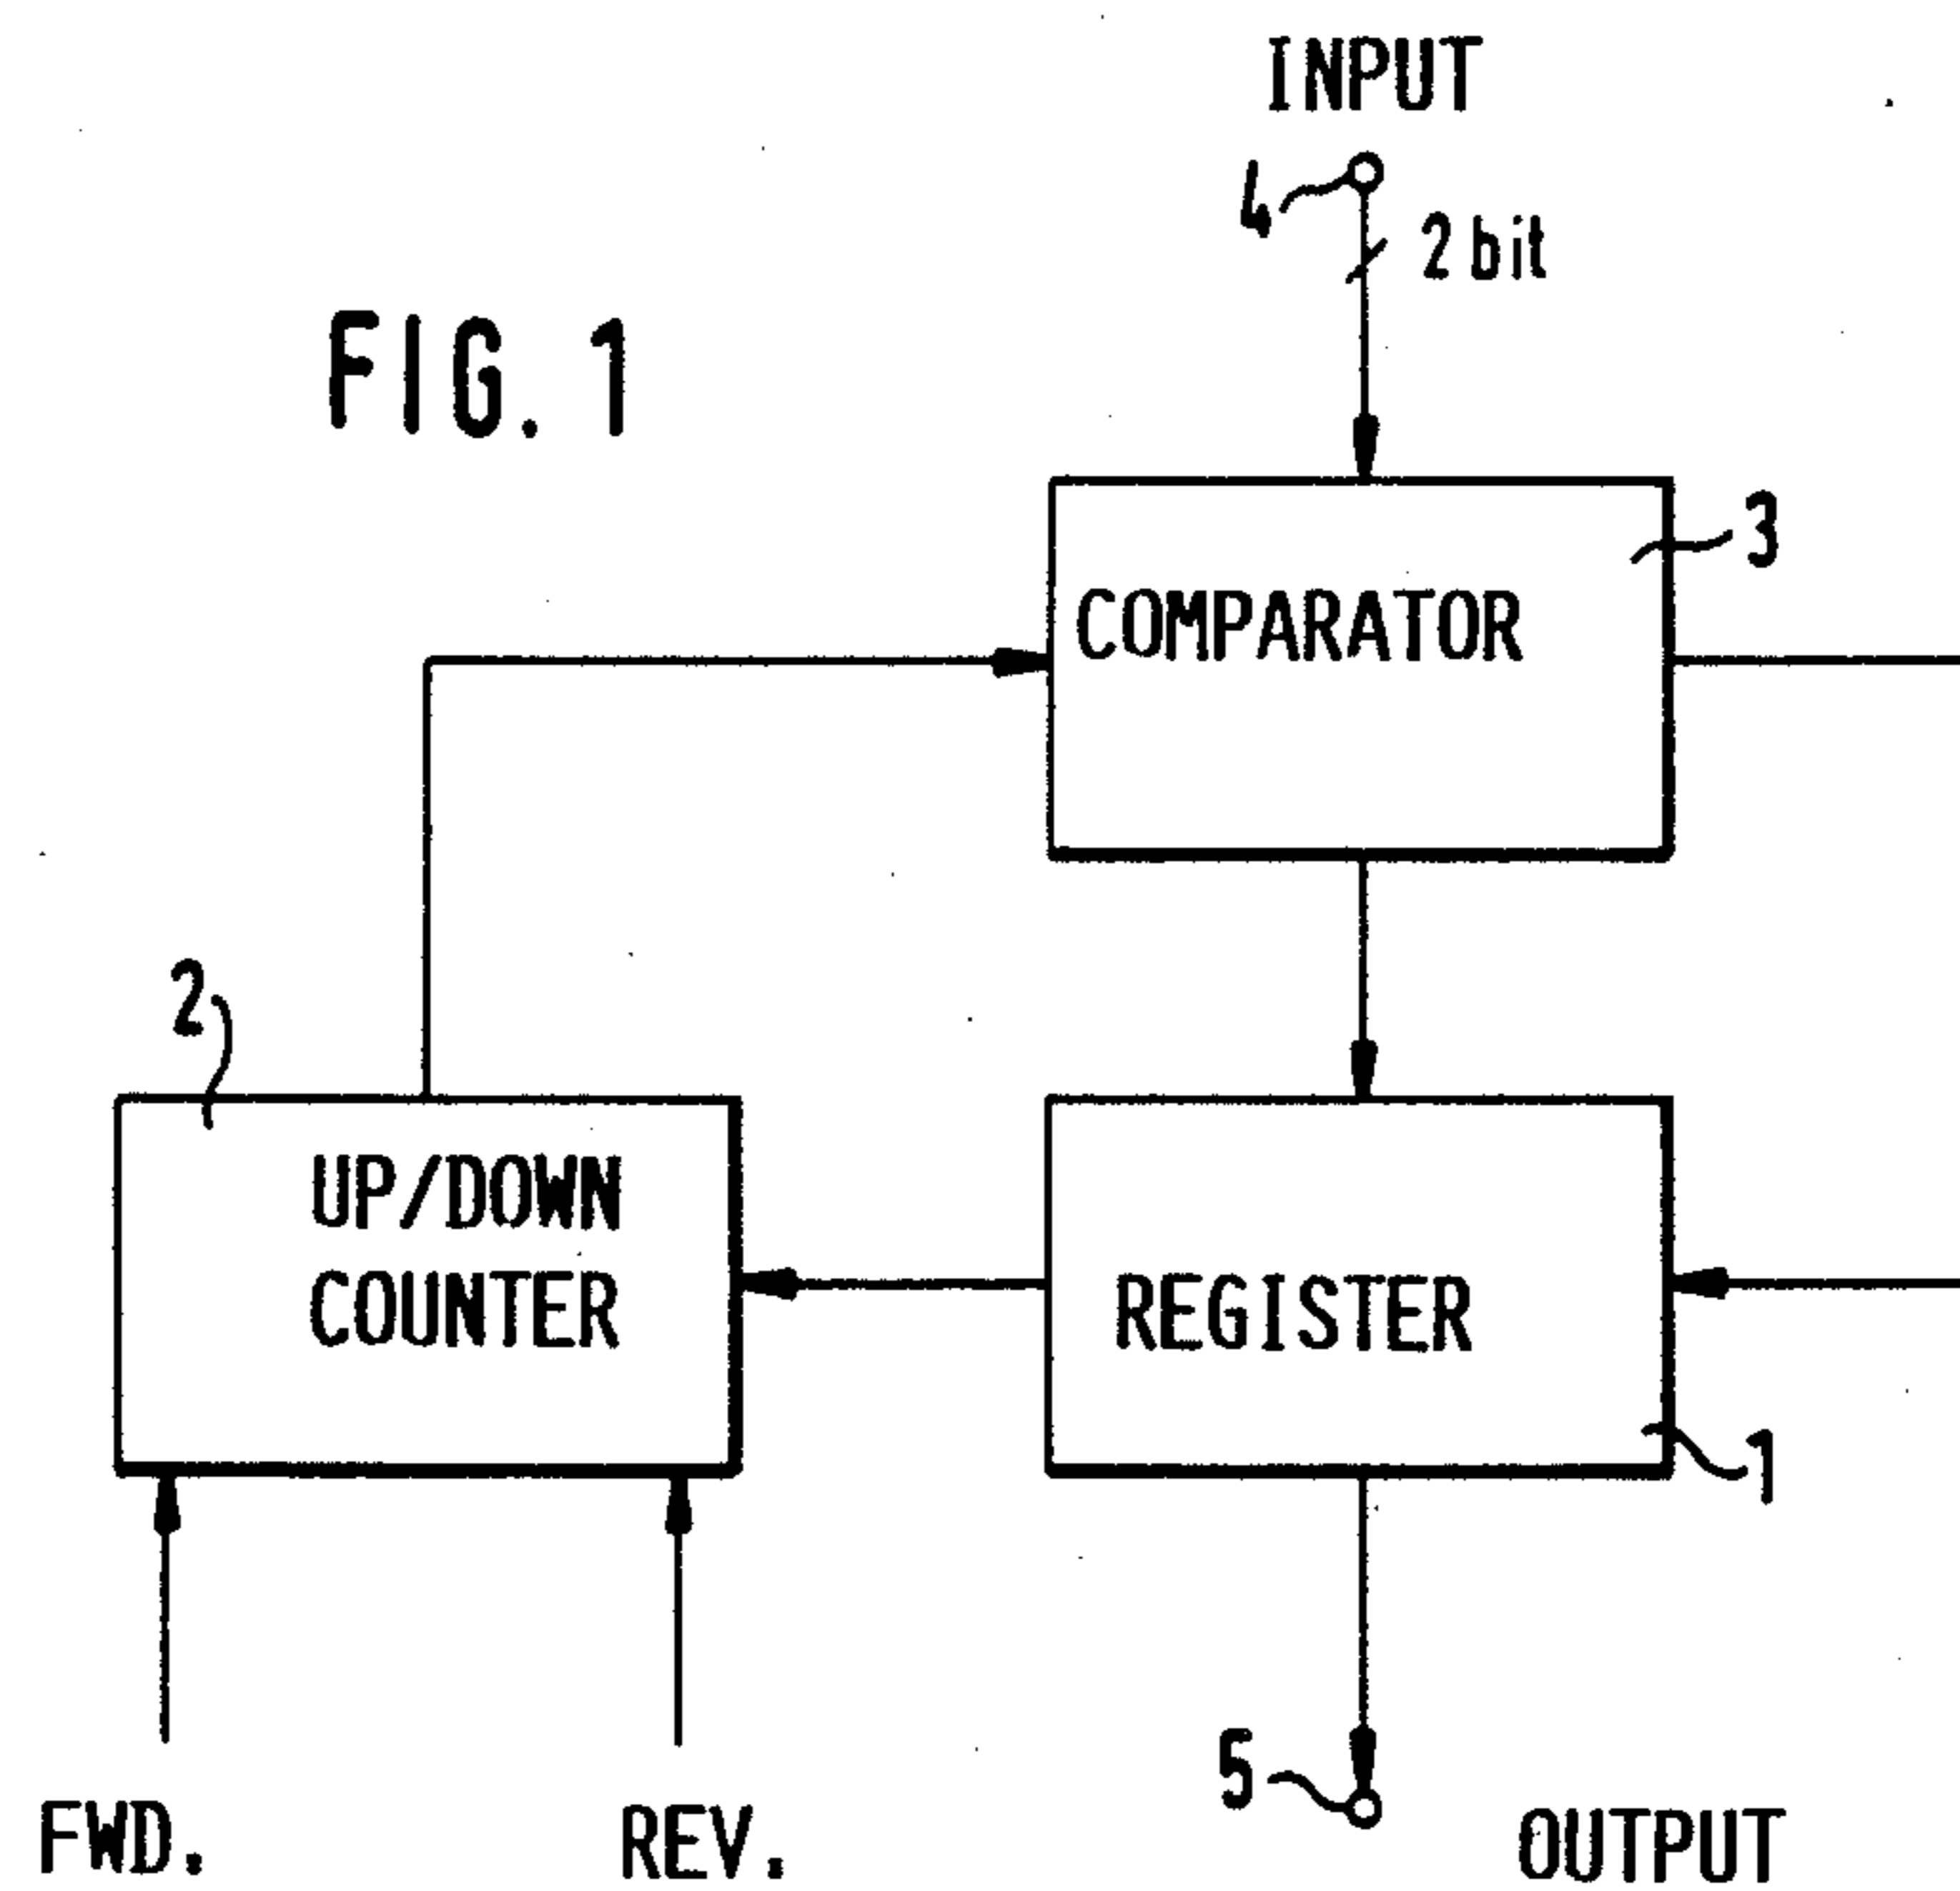 INPUT
4
2 bit
FIG. 1
3
COMPARATOR
2
UP/DOWN
COUNTER
REGISTER
1
5
FWD.
REV.
OUTPUT